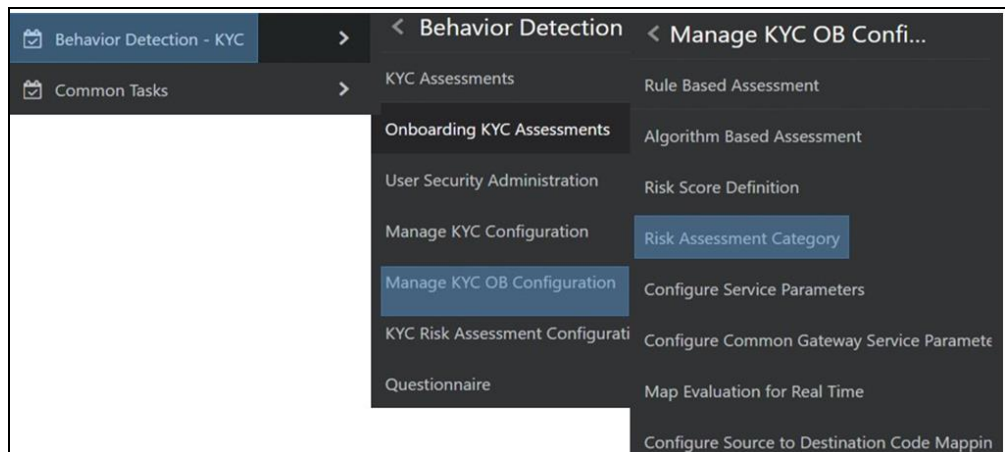 Behavior Detection - KYC
Common Tasks
Behavior Detection
KYC Assessments
Onboarding KYC Assessments
User Security Administration
Manage KYC Configuration
Manage KYC OB Configuration
KYC Risk Assessment Configurati
Questionnaire
Manage KYC OB Confi...
Rule Based Assessment
Algorithm Based Assessment
Risk Score Definition
Risk Assessment Category
Configure Service Parameters
Configure Common Gateway Service Paramete
Map Evaluation for Real Time
Configure Source to Destination Code Mappin